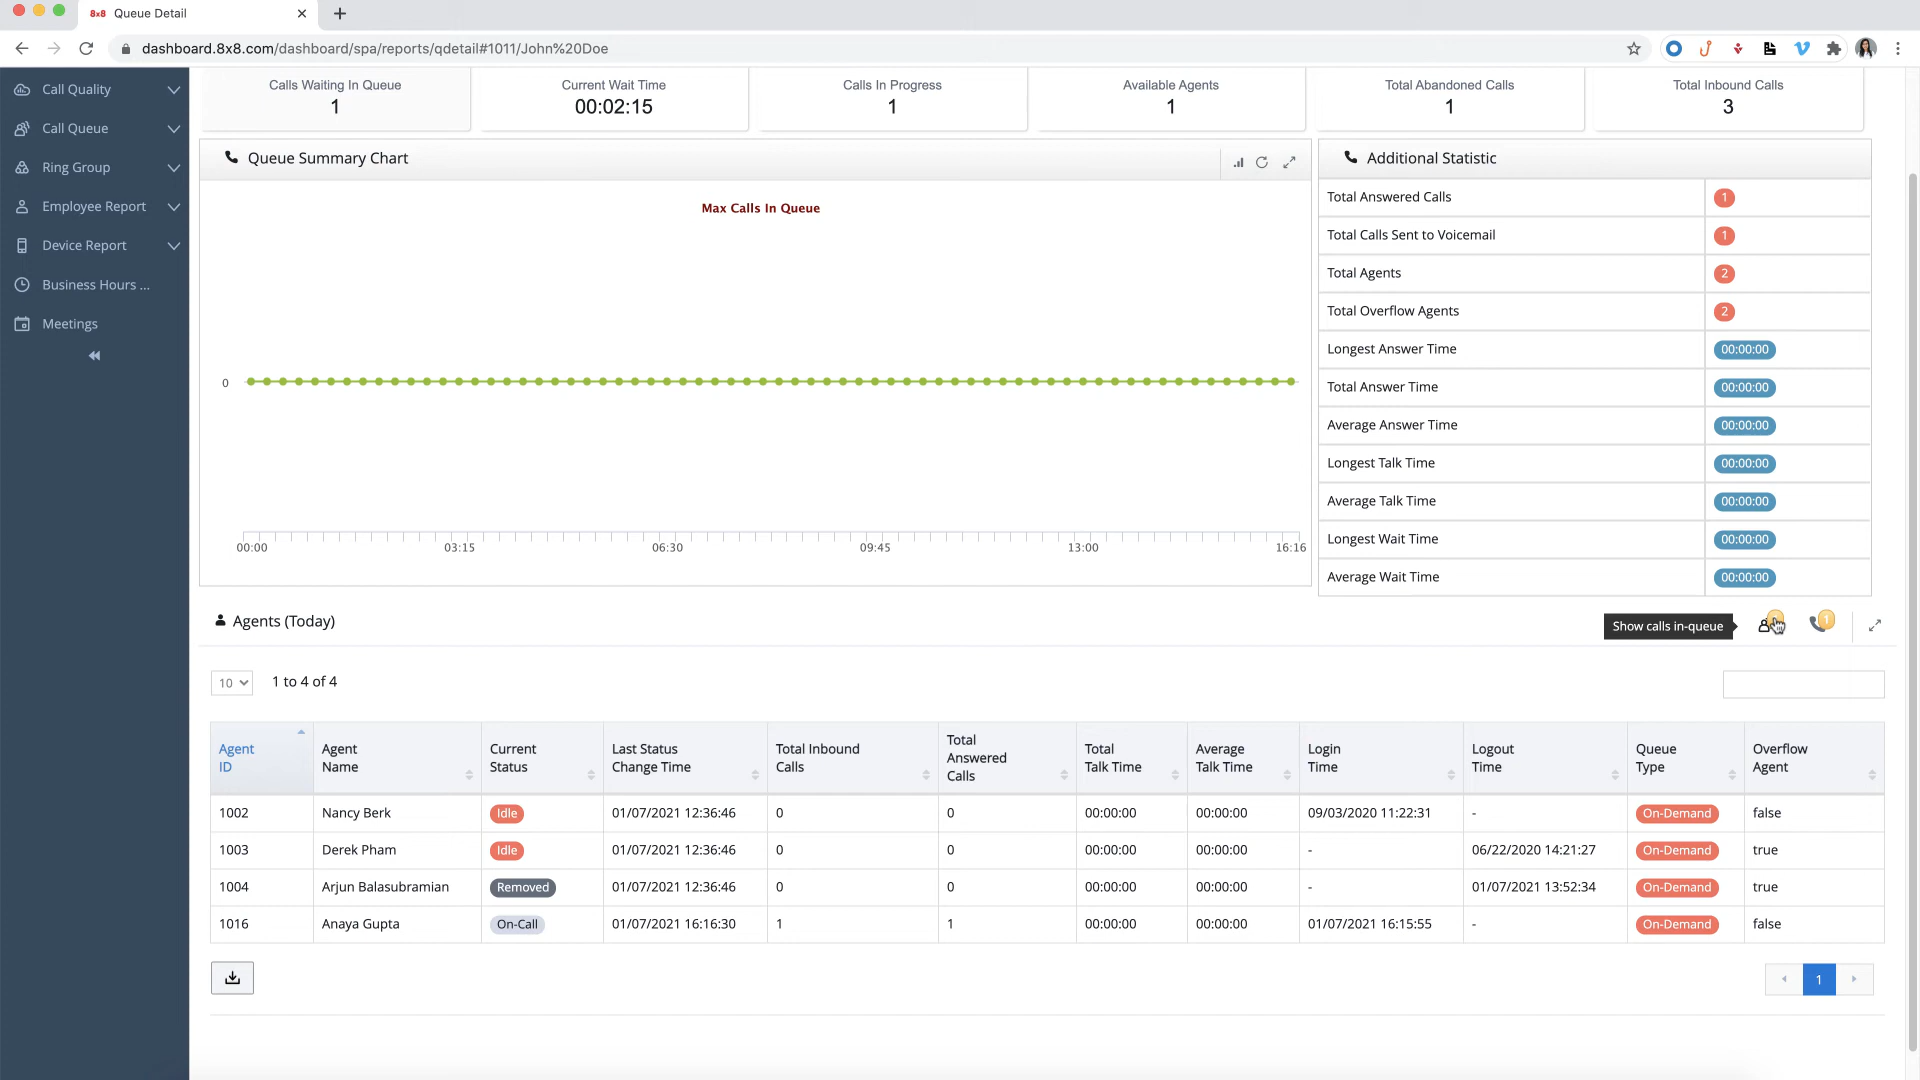 8x8 Queue Detail
dashboard.8x8.com/dashboard/spa/reports/qdetail#1011/John%20Doe
Call Quality
Call Queue
Ring Group
Employee Report
Device Report
Business Hours ...
Meetings
Calls Waiting In Queue
1
Current Wait Time
00:02:15
Calls In Progress
1
Available Agents
1
Total Abandoned Calls
1
Total Inbound Calls
3
Queue Summary Chart
Max Calls In Queue
0
00:00 03:15 06:30 09:45 13:00 16:16
Additional Statistic
Total Answered Calls 1
Total Calls Sent to Voicemail 1
Total Agents 2
Total Overflow Agents 2
Longest Answer Time 00:00:00
Total Answer Time 00:00:00
Average Answer Time 00:00:00
Longest Talk Time 00:00:00
Average Talk Time 00:00:00
Longest Wait Time 00:00:00
Average Wait Time 00:00:00
Agents (Today)
Show calls in-queue
1
10 1 to 4 of 4
Agent ID Agent Name Current Status Last Status Change Time Total Inbound Calls Total Answered Calls Total Talk Time Average Talk Time Login Time Logout Time Queue Type Overflow Agent
1002 Nancy Berk Idle 01/07/2021 12:36:46 0 0 00:00:00 00:00:00 09/03/2020 11:22:31 - On-Demand false
1003 Derek Pham Idle 01/07/2021 12:36:46 0 0 00:00:00 00:00:00 - 06/22/2020 14:21:27 On-Demand true
1004 Arjun Balasubramian Removed 01/07/2021 12:36:46 0 0 00:00:00 00:00:00 - 01/07/2021 13:52:34 On-Demand true
1016 Anaya Gupta On-Call 01/07/2021 16:16:30 1 1 00:00:00 00:00:00 01/07/2021 16:15:55 - On-Demand false
1